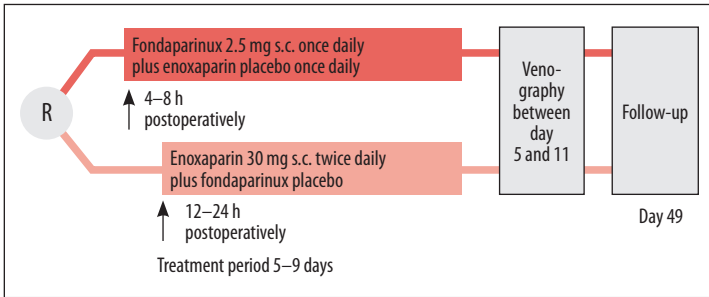 R
Fondaparinux 2.5 mg s.c. once daily
plus enoxaparin placebo once daily
4–8 h
postoperatively
Enoxaparin 30 mg s.c. twice daily
plus fondaparinux placebo
12–24 h
postoperatively
Treatment period 5–9 days
Veno-
graphy
between
day
5 and 11
Follow-up
Day 49